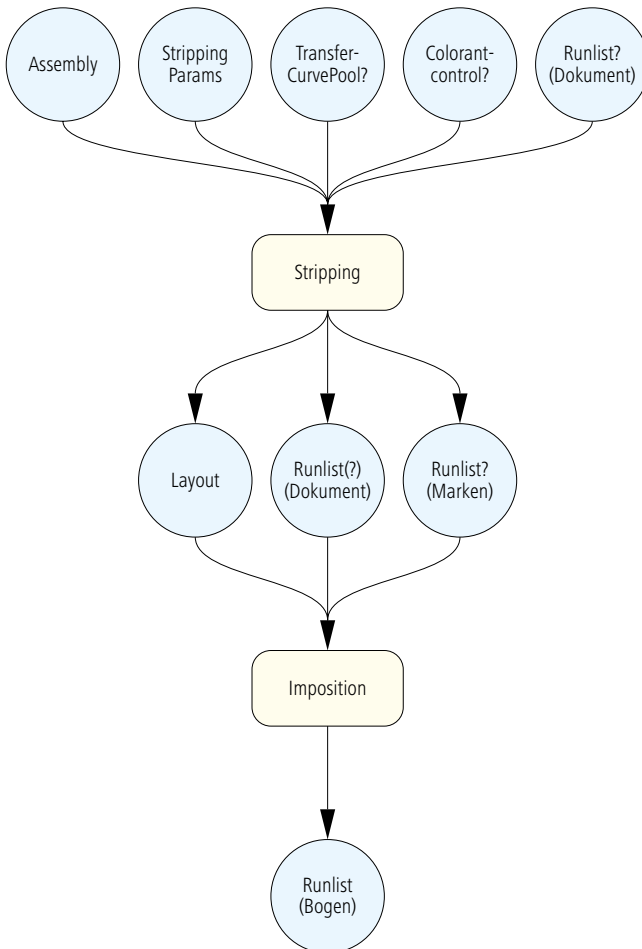 Assembly
Stripping
Params
Transfer-
CurvePool?
Colorant-
control?
Runlist?
(Dokument)
Stripping
Layout
Runlist(?)
(Dokument)
Runlist?
(Marken)
Imposition
Runlist
(Bogen)